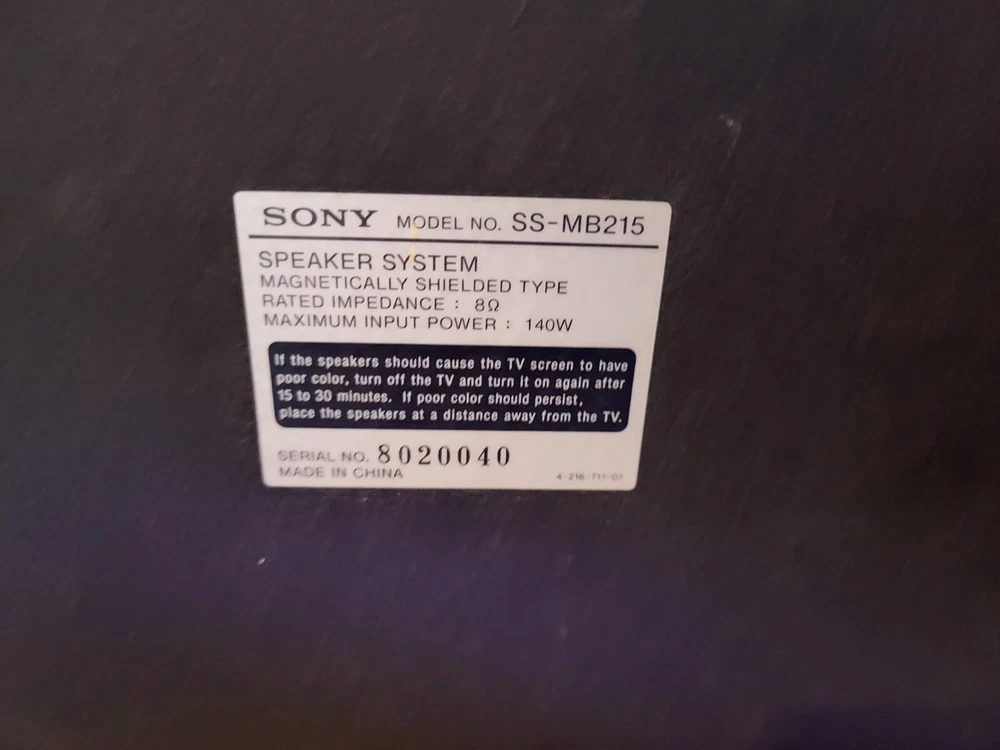 SONY MODEL NO. SS-MB215
SPEAKER SYSTEM
MAGNETICALLY SHIELDED TYPE
RATED IMPEDANCE : 8Ω
MAXIMUM INPUT POWER : 140W
If the speakers should cause the TV screen to have
poor color, turn off the TV and turn it on again after
15 to 30 minutes. If poor color should persist,
place the speakers at a distance away from the TV.
SERIAL NO. 8020040
MADE IN CHINA 4-216-711-01